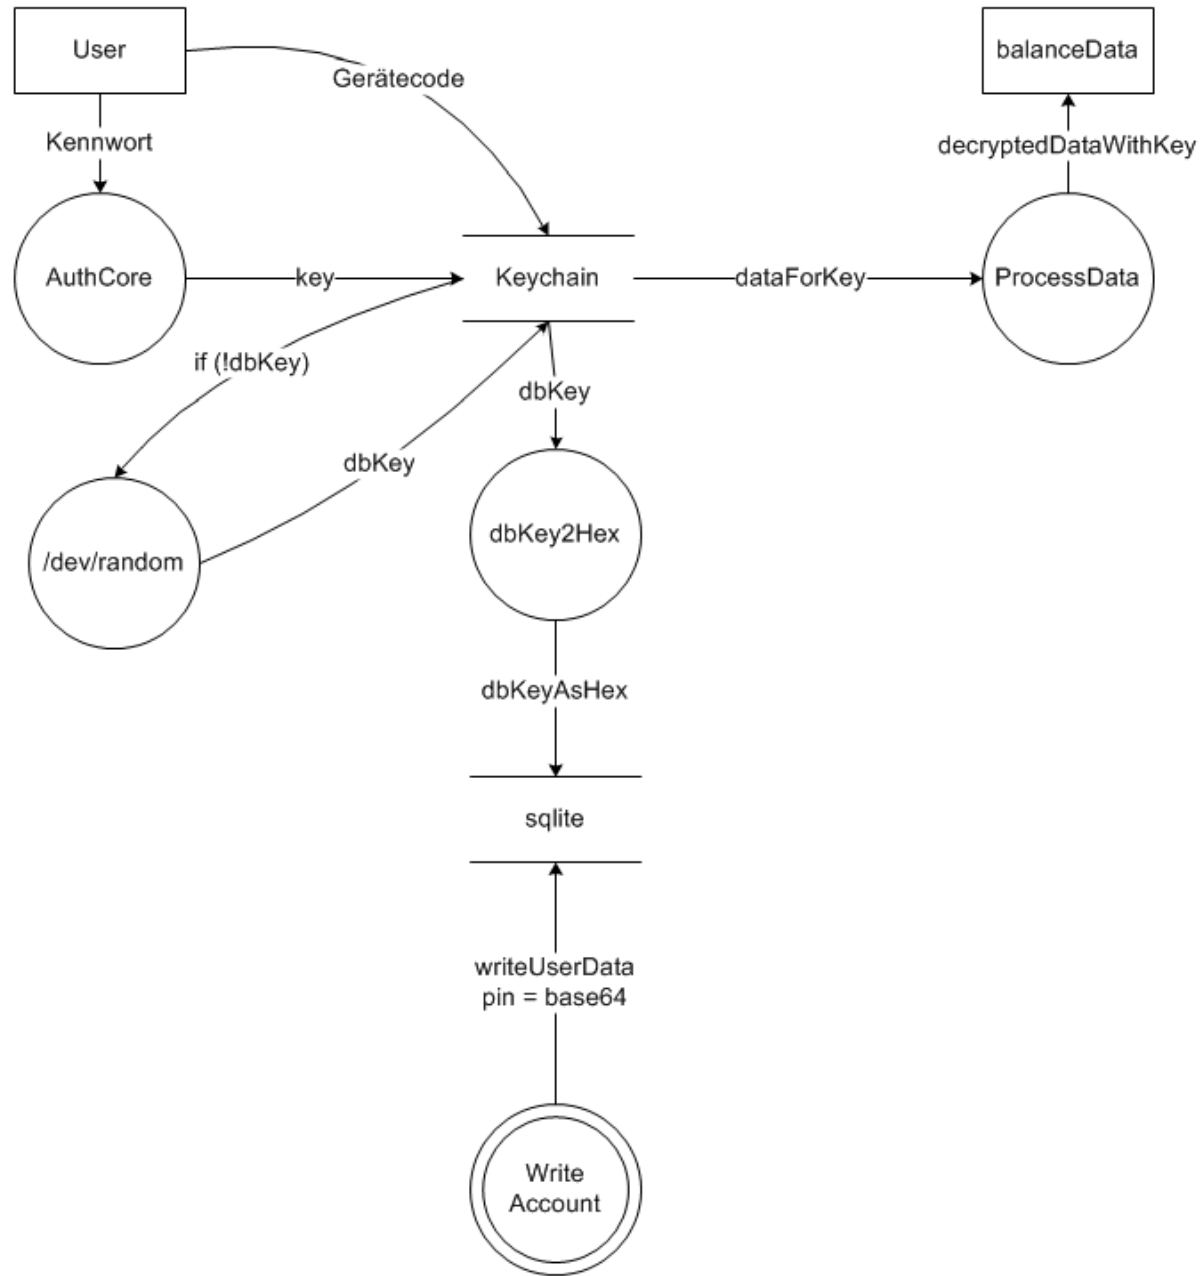 User
balanceData
Gerätecode
Kennwort
decryptedDataWithKey
AuthCore
key
Keychain
dataForKey
ProcessData
if (!dbKey)
dbKey
dbKey
/dev/random
dbKey2Hex
dbKeyAsHex
sqlite
writeUserData
pin = base64
Write
Account